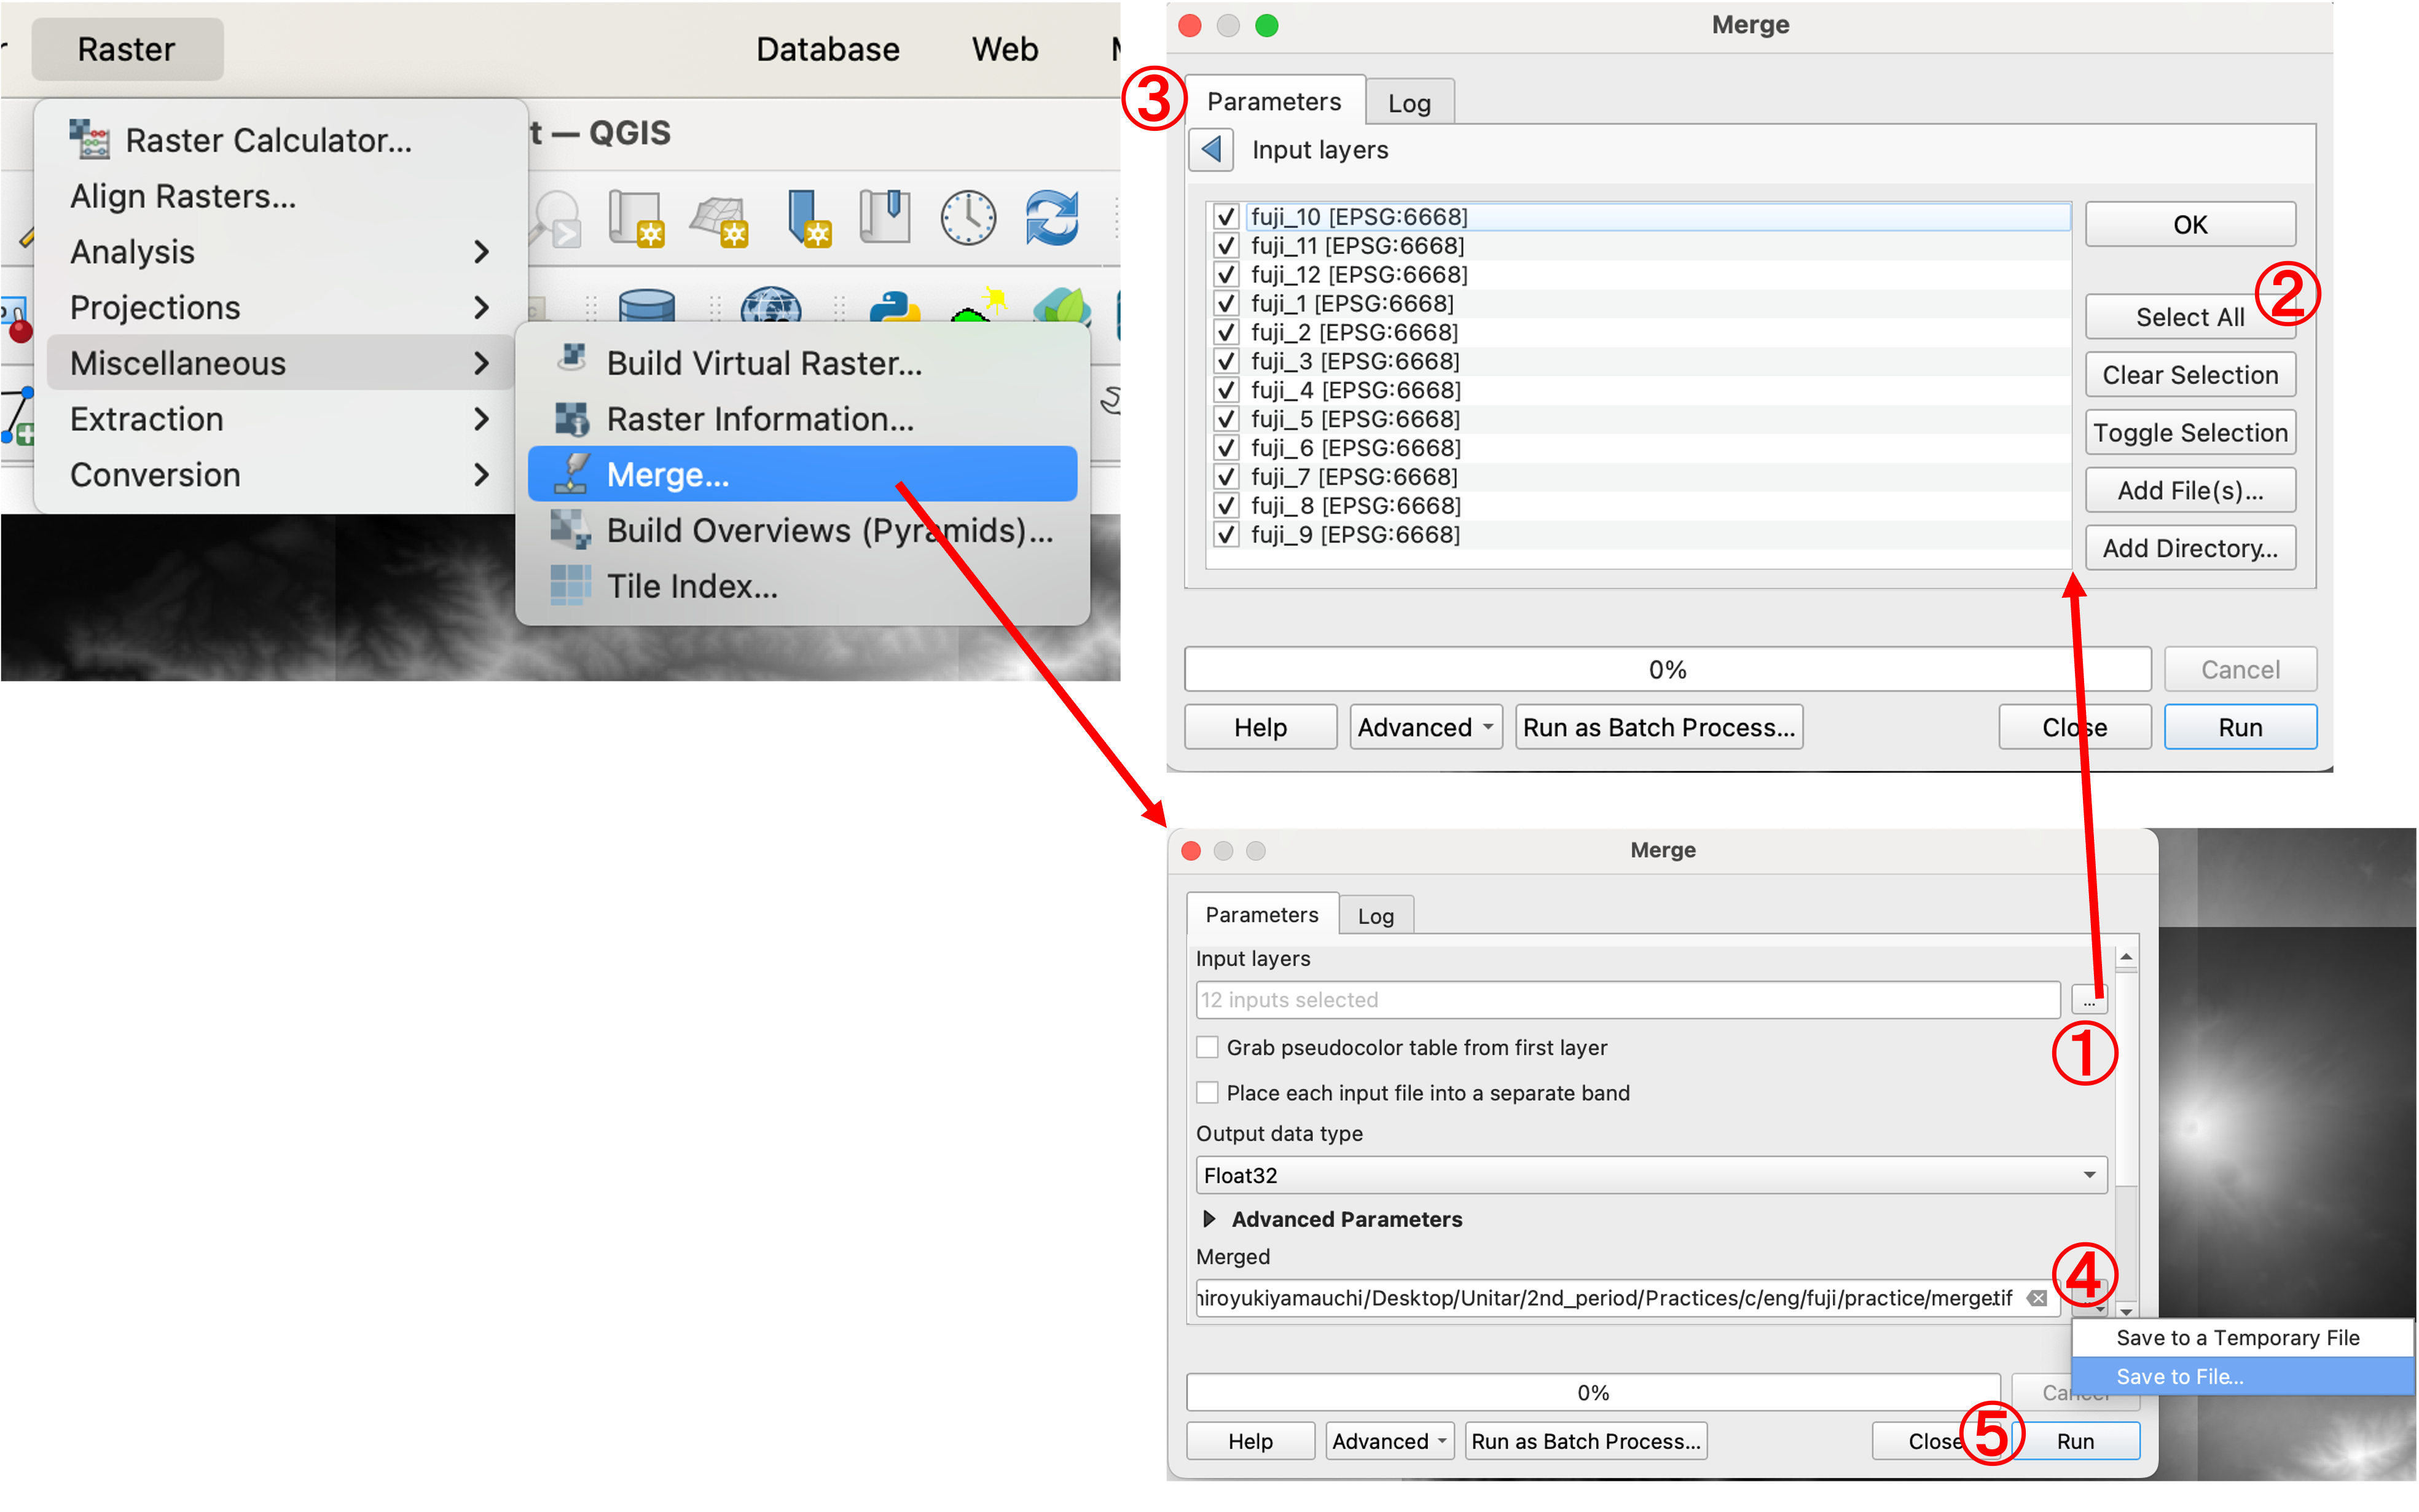 Raster
Database
Web
t — QGIS
Raster Calculator...
Align Rasters...
Analysis
Projections
Miscellaneous
Extraction
Conversion
Build Virtual Raster...
Raster Information...
Merge...
Build Overviews (Pyramids)...
Tile Index...
Merge
③
Parameters
Log
Input layers
fuji_10 [EPSG:6668]
fuji_11 [EPSG:6668]
fuji_12 [EPSG:6668]
fuji_1 [EPSG:6668]
fuji_2 [EPSG:6668]
fuji_3 [EPSG:6668]
fuji_4 [EPSG:6668]
fuji_5 [EPSG:6668]
fuji_6 [EPSG:6668]
fuji_7 [EPSG:6668]
fuji_8 [EPSG:6668]
fuji_9 [EPSG:6668]
OK
②
Select All
Clear Selection
Toggle Selection
Add File(s)...
Add Directory...
0%
Cancel
Help
Advanced
Run as Batch Process...
Close
Run
Merge
Parameters
Log
Input layers
12 inputs selected
...
①
Grab pseudocolor table from first layer
Place each input file into a separate band
Output data type
Float32
Advanced Parameters
Merged
④
hiroyukiyamauchi/Desktop/Unitar/2nd_period/Practices/c/eng/fuji/practice/merge.tif
Save to a Temporary File
Save to File...
0%
Cancel
Help
Advanced
Run as Batch Process...
Close
⑤
Run